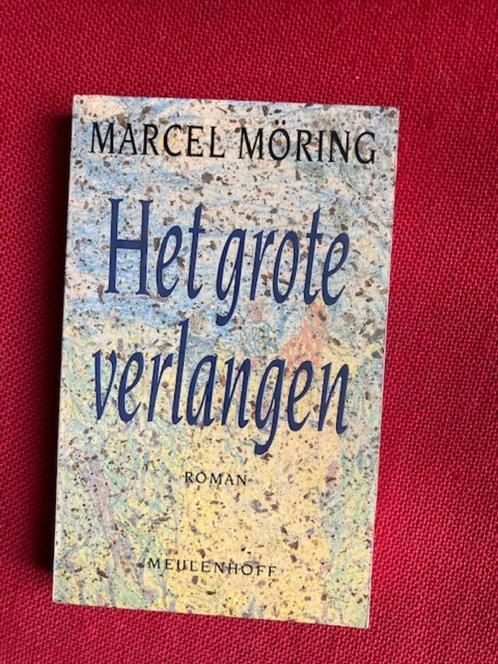 MARCEL MÖRING
Het grote
verlangen
ROMAN
MEULENHOFF